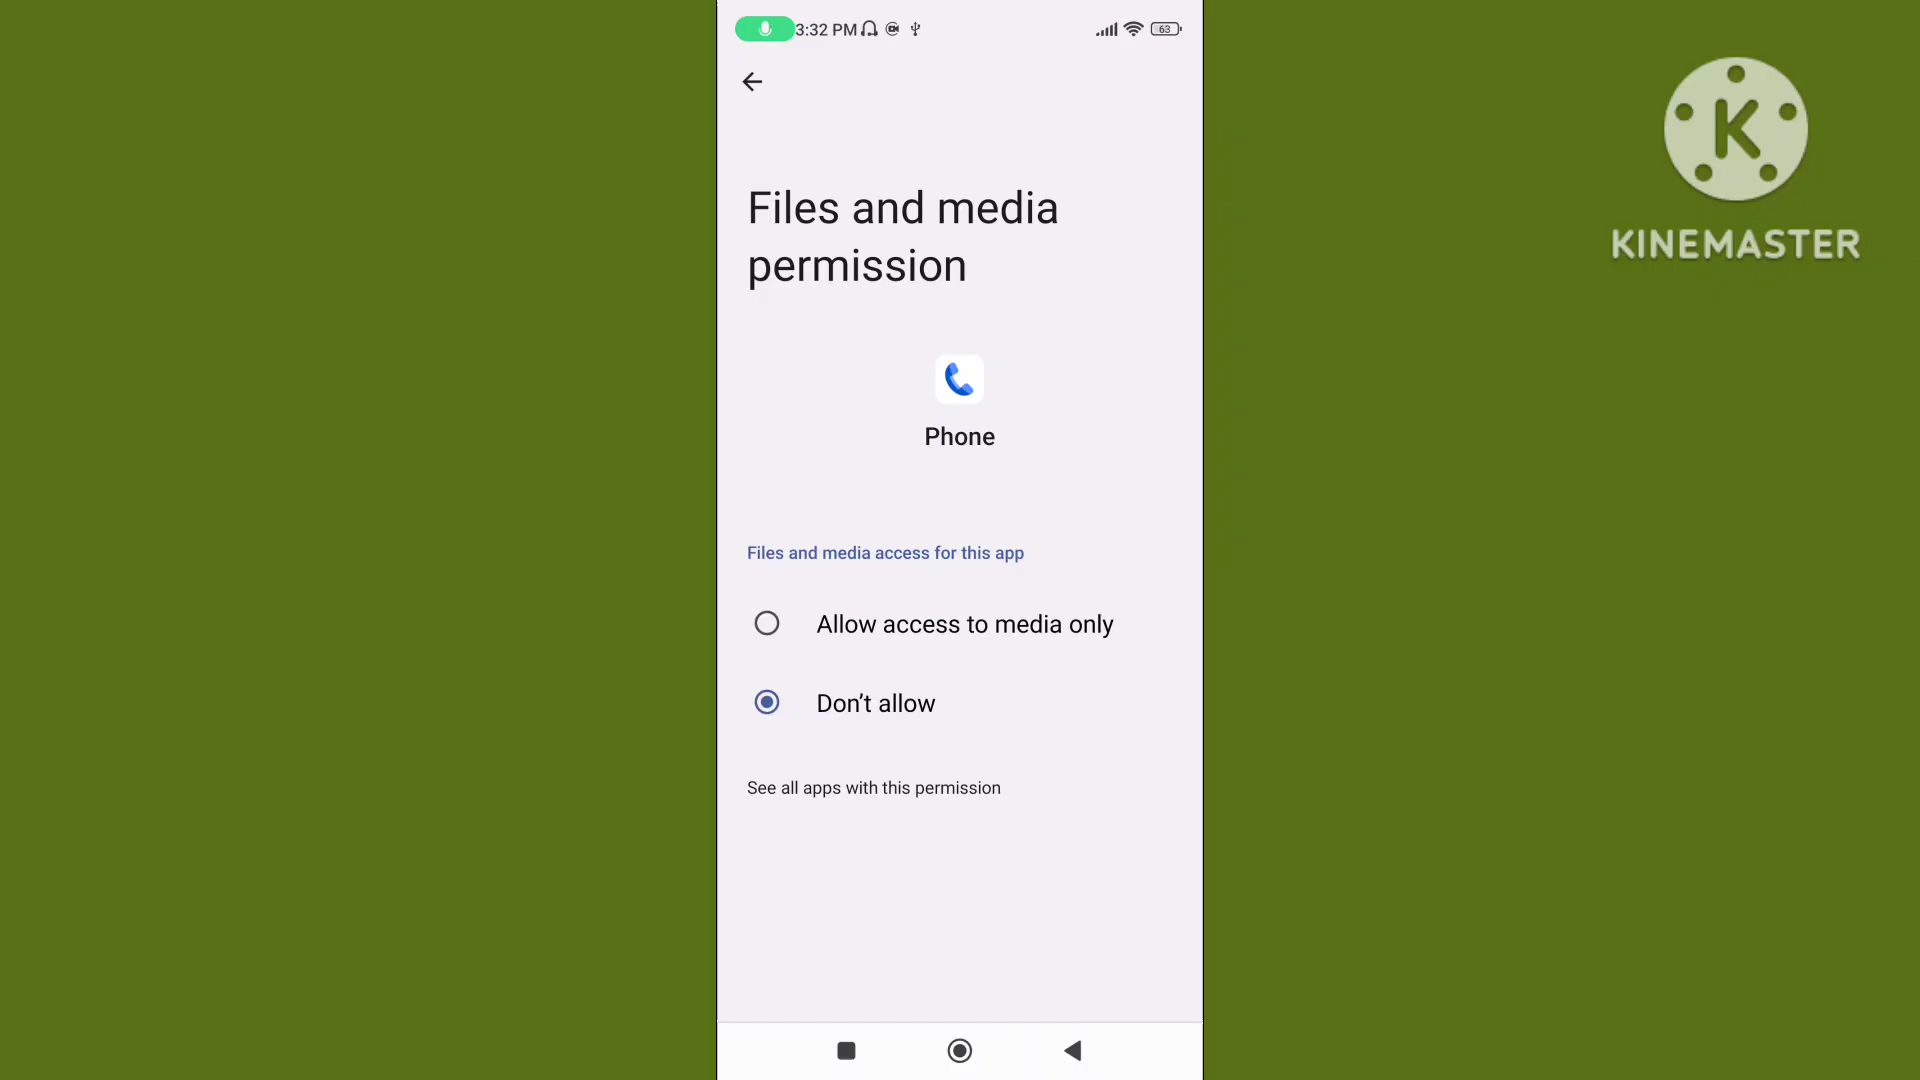 3:32 PM
63
K
KINEMASTER
Files and media
permission
Phone
Files and media access for this app
Allow access to media only
Don’t allow
See all apps with this permission